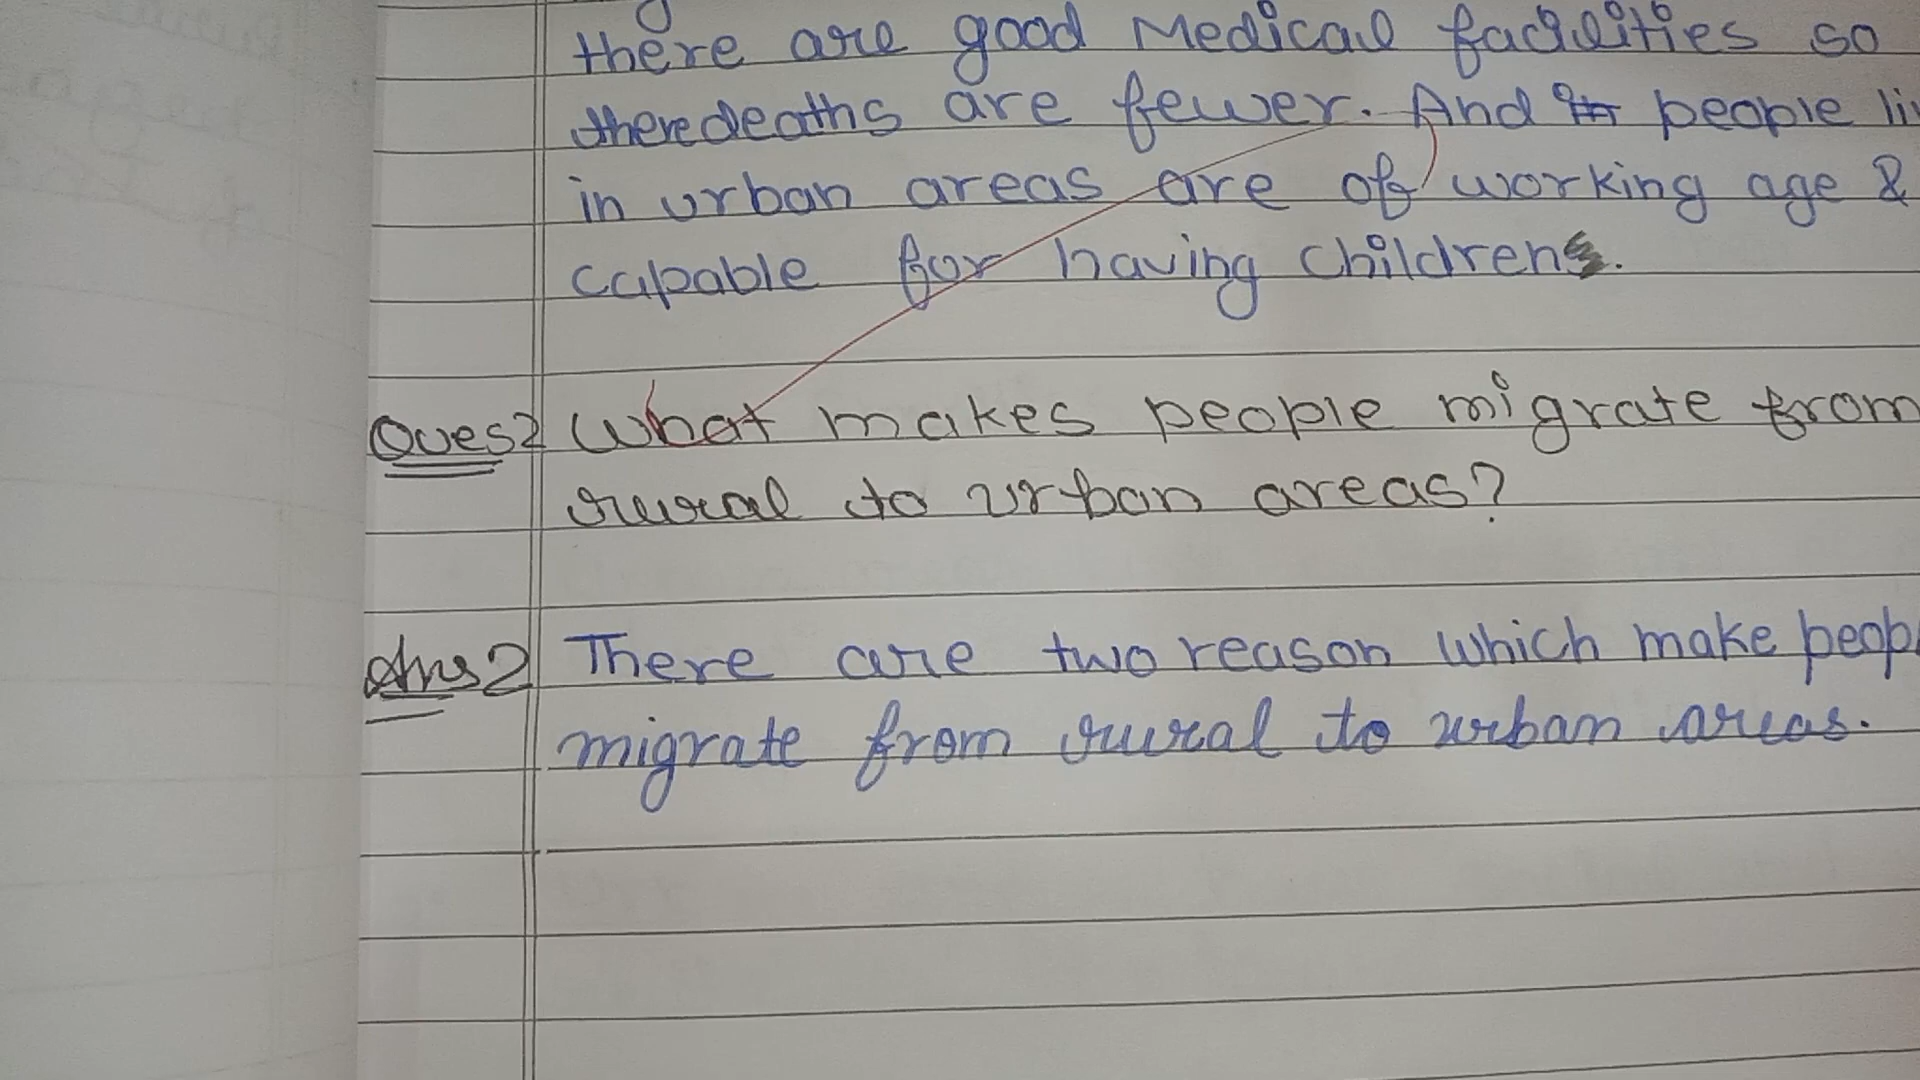 there are good Medical facilities so
there deaths are fewer. And people
in urban areas are of working age &
capable for having childrens.
Ques2 What makes people migrate from
rural to urban areas?
Ans2 There are two reason which make peop
migrate from rural to urban areas.